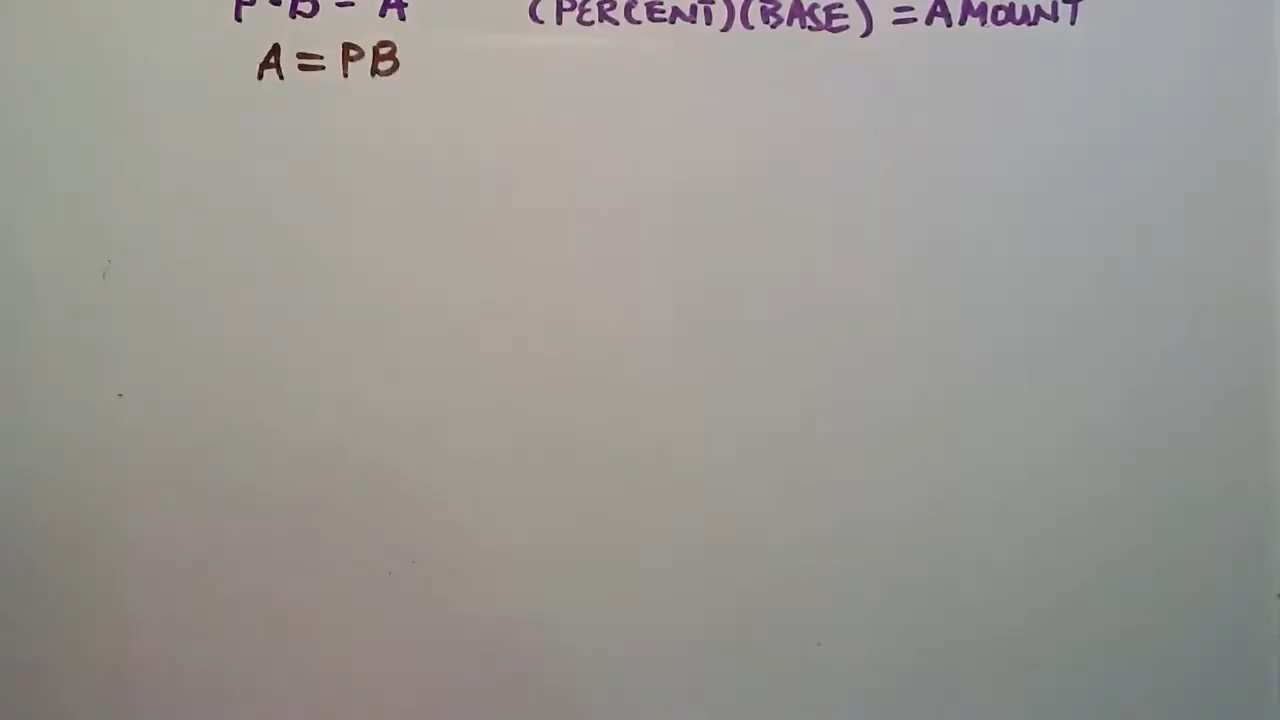 P·B = A (PERCENT)(BASE) = AMOUNT
A = PB